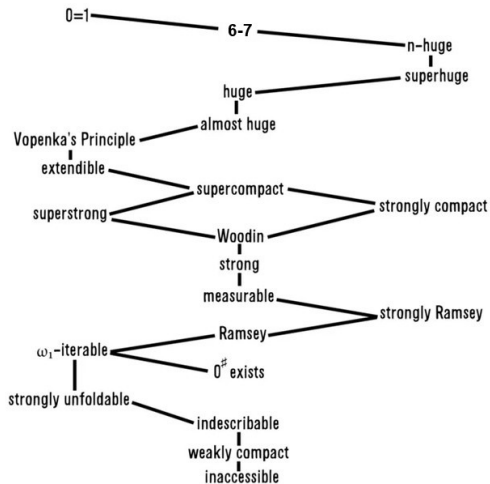 0=1
6-7
n-huge
superhuge
huge
almost huge
Vopenka's Principle
extendible
supercompact
strongly compact
superstrong
Woodin
strong
measurable
strongly Ramsey
Ramsey
ω₁-iterable
0♯ exists
strongly unfoldable
indescribable
weakly compact
inaccessible